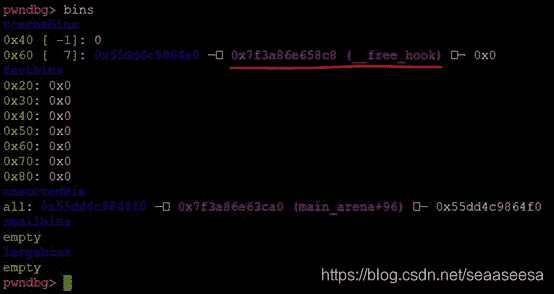 pwndbg> bins
tcachebins
0x40 [ -1]: 0
0x60 [  7]: —▸ 0x7f3a86e658c8 (__free_hook) ◂— 0x0
fastbins
0x20: 0x0
0x30: 0x0
0x40: 0x0
0x50: 0x0
0x60: 0x0
0x70: 0x0
0x80: 0x0
unsortedbin
all: 0x55dd4c9864f0 —▸ 0x7f3a86e63ca0 (main_arena+96) ◂— 0x55dd4c9864f0
smallbins
empty
largebins
empty
pwndbg>
https://blog.csdn.net/seaaseesa